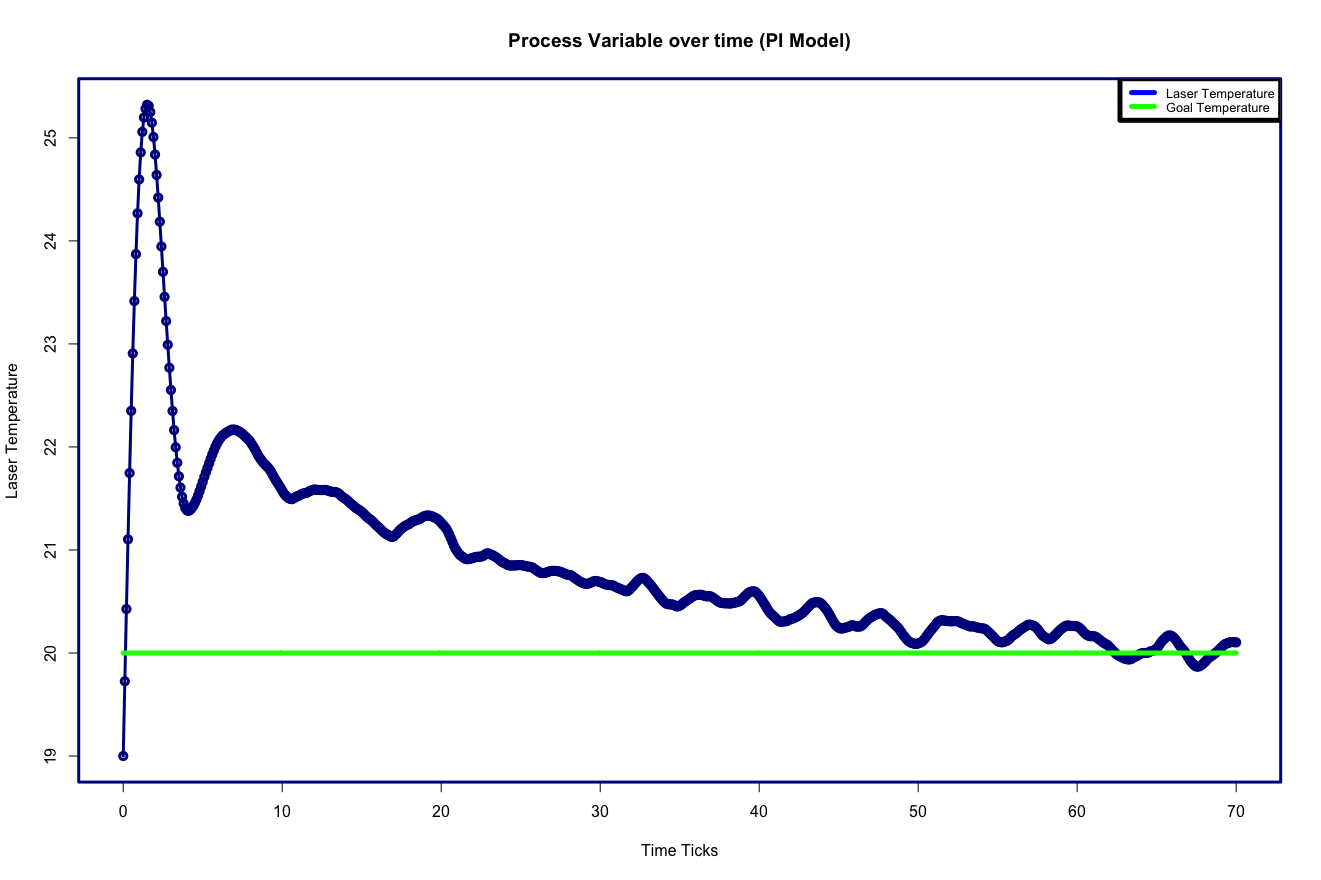 Process Variable over time (PI Model)
Laser Temperature
Goal Temperature
Laser Temperature
25
24
23
22
21
20
19
0 10 20 30 40 50 60 70
Time Ticks